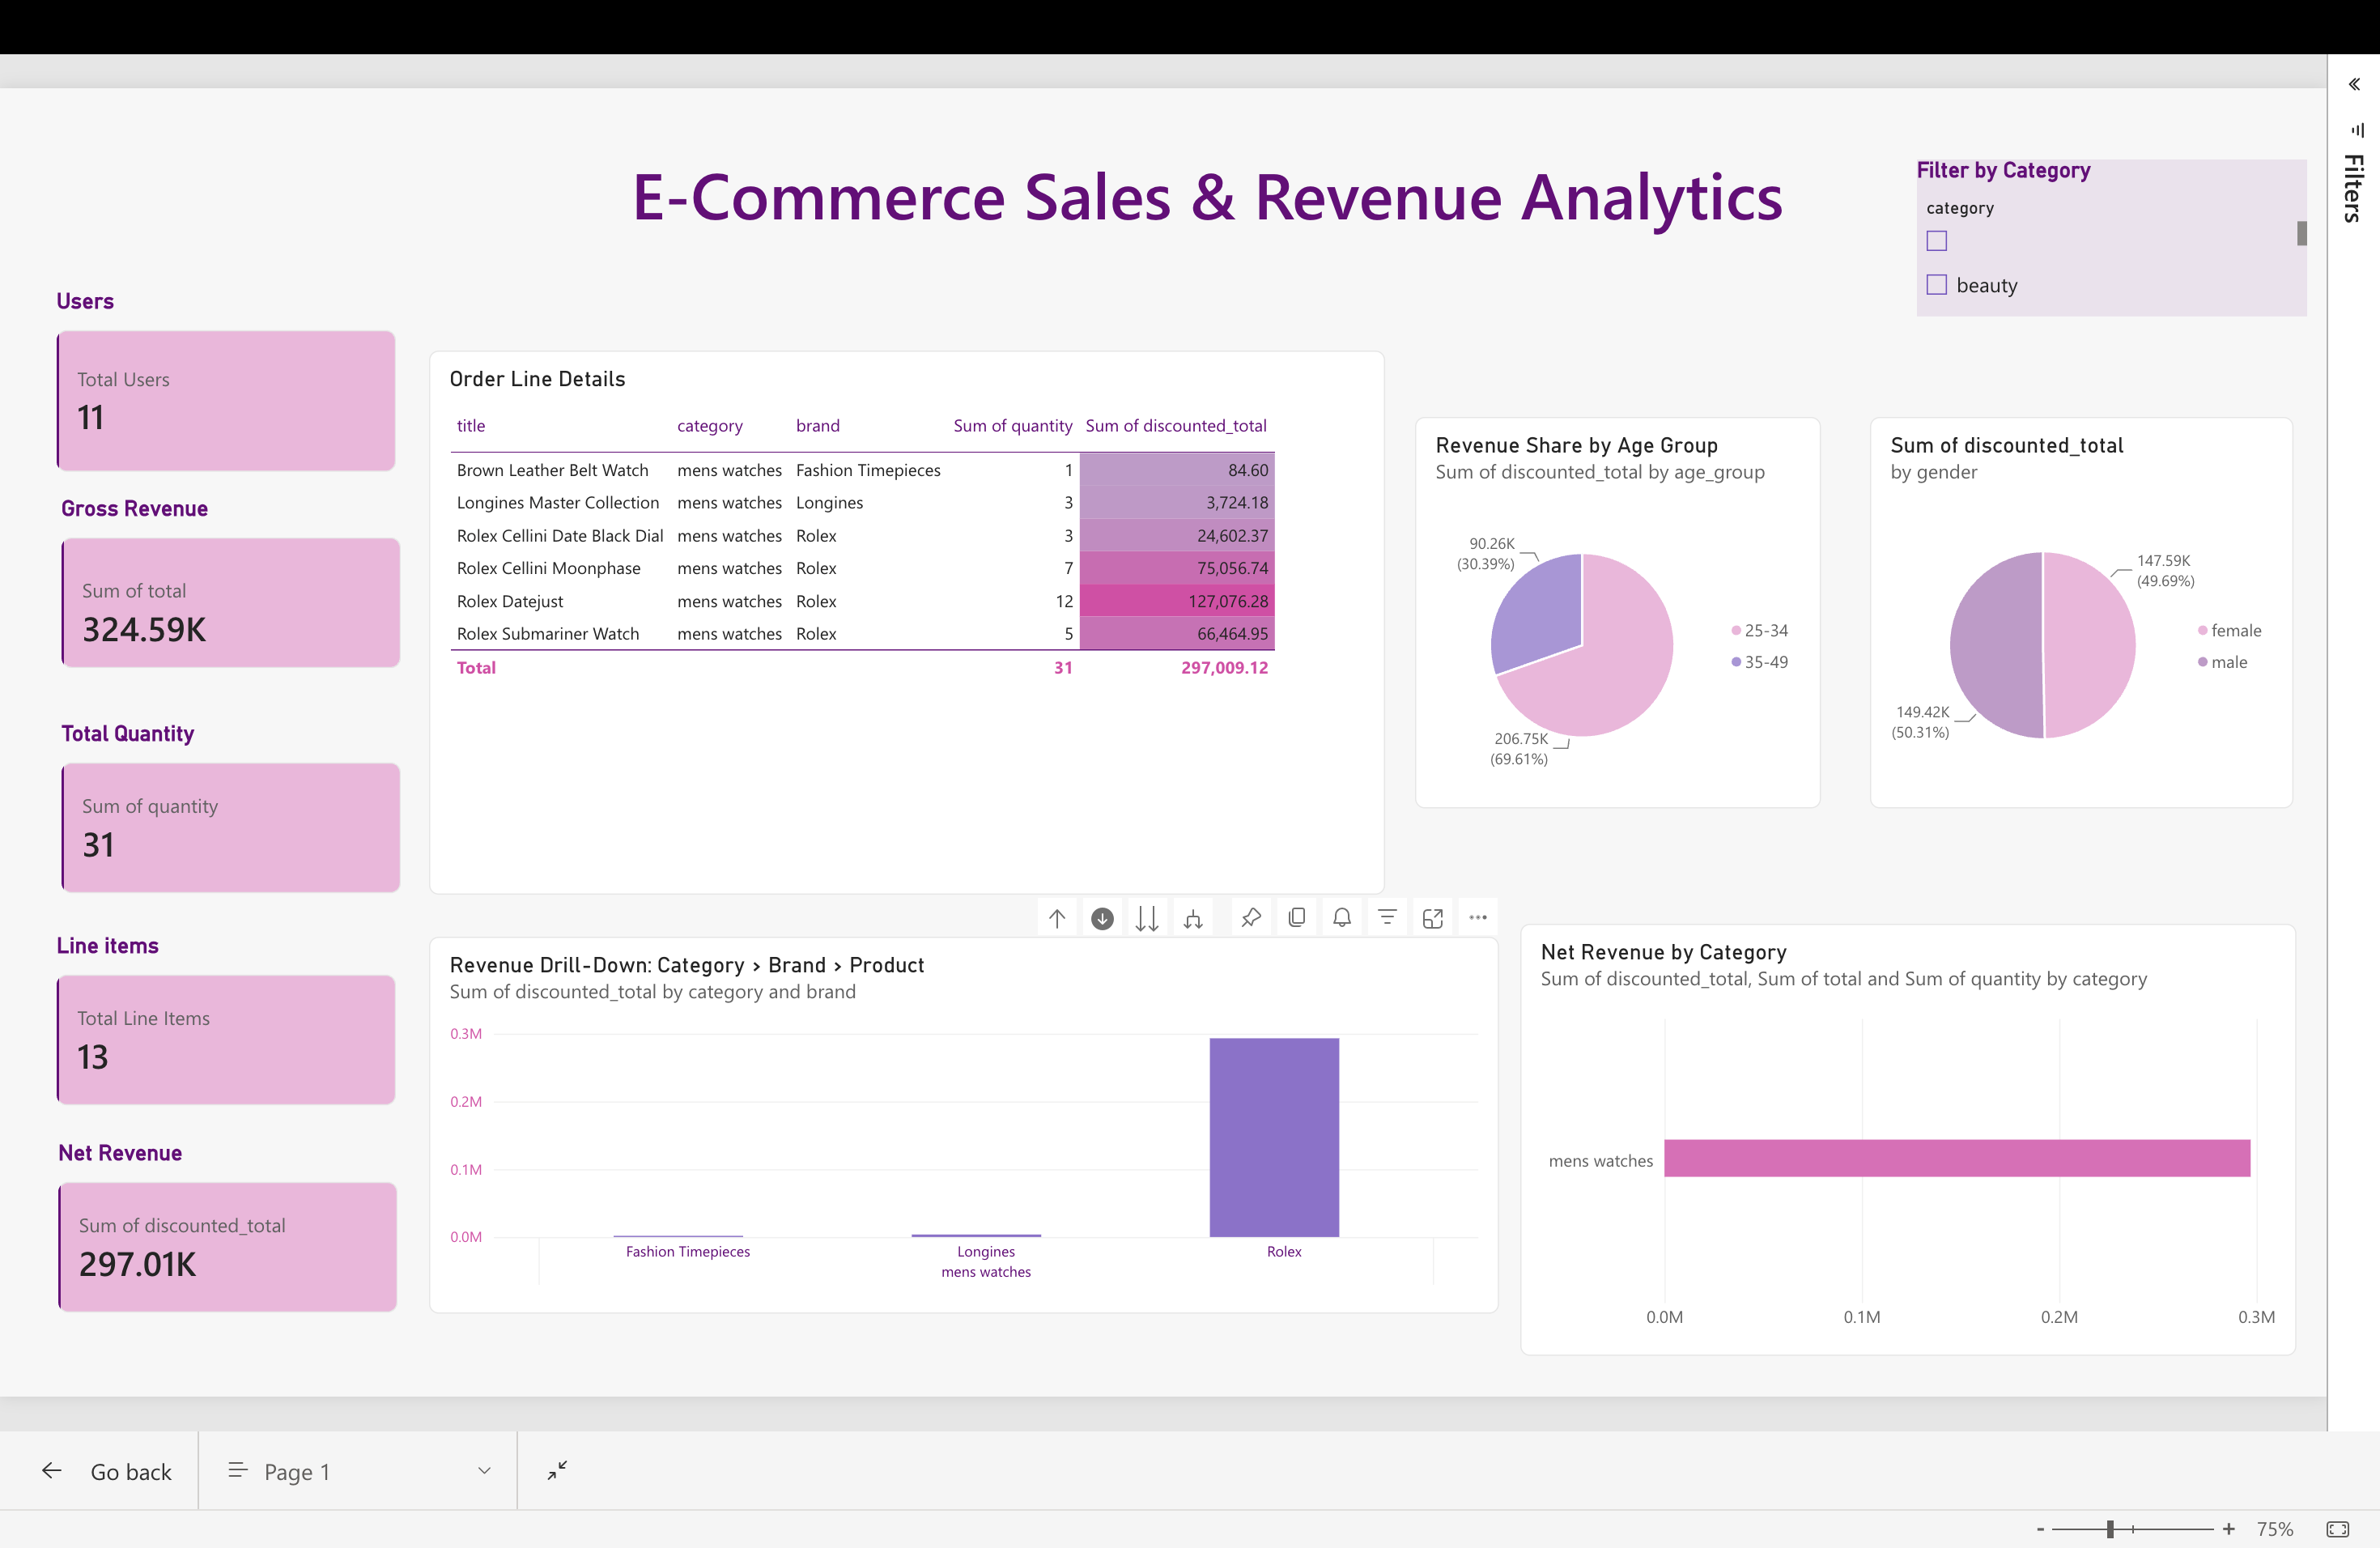 E-Commerce Sales & Revenue Analytics
Filter by Category
category
beauty
Filters
Users
Total Users
11
Gross Revenue
Sum of total
324.59K
Total Quantity
Sum of quantity
31
Line items
Total Line Items
13
Net Revenue
Sum of discounted_total
297.01K
Order Line Details
title category brand Sum of quantity Sum of discounted_total
Brown Leather Belt Watch mens watches Fashion Timepieces 1 84.60
Longines Master Collection mens watches Longines 3 3,724.18
Rolex Cellini Date Black Dial mens watches Rolex 3 24,602.37
Rolex Cellini Moonphase mens watches Rolex 7 75,056.74
Rolex Datejust mens watches Rolex 12 127,076.28
Rolex Submariner Watch mens watches Rolex 5 66,464.95
Total 31 297,009.12
Revenue Share by Age Group
Sum of discounted_total by age_group
90.26K
(30.39%)
206.75K
(69.61%)
25-34
35-49
Sum of discounted_total
by gender
147.59K
(49.69%)
149.42K
(50.31%)
female
male
Revenue Drill-Down: Category › Brand › Product
Sum of discounted_total by category and brand
0.3M
0.2M
0.1M
0.0M
Fashion Timepieces Longines Rolex
mens watches
Net Revenue by Category
Sum of discounted_total, Sum of total and Sum of quantity by category
mens watches
0.0M 0.1M 0.2M 0.3M
Go back
Page 1
- + 75%